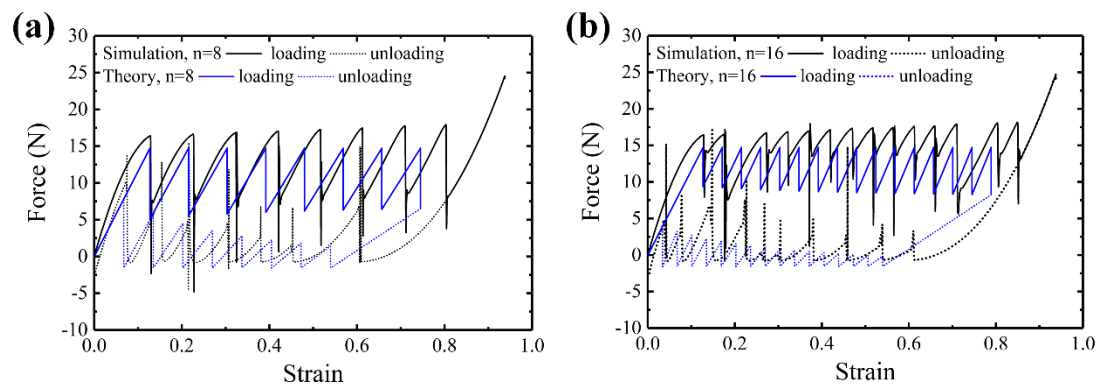 (a)
30
25
20
15
10
5
0
-5
-10
Force (N)
Simulation, n=8 loading unloading
Theory, n=8 loading unloading
0.0 0.2 0.4 0.6 0.8 1.0
Strain
(b)
30
25
20
15
10
5
0
-5
-10
Force (N)
Simulation, n=16 loading unloading
Theory, n=16 loading unloading
0.0 0.2 0.4 0.6 0.8 1.0
Strain